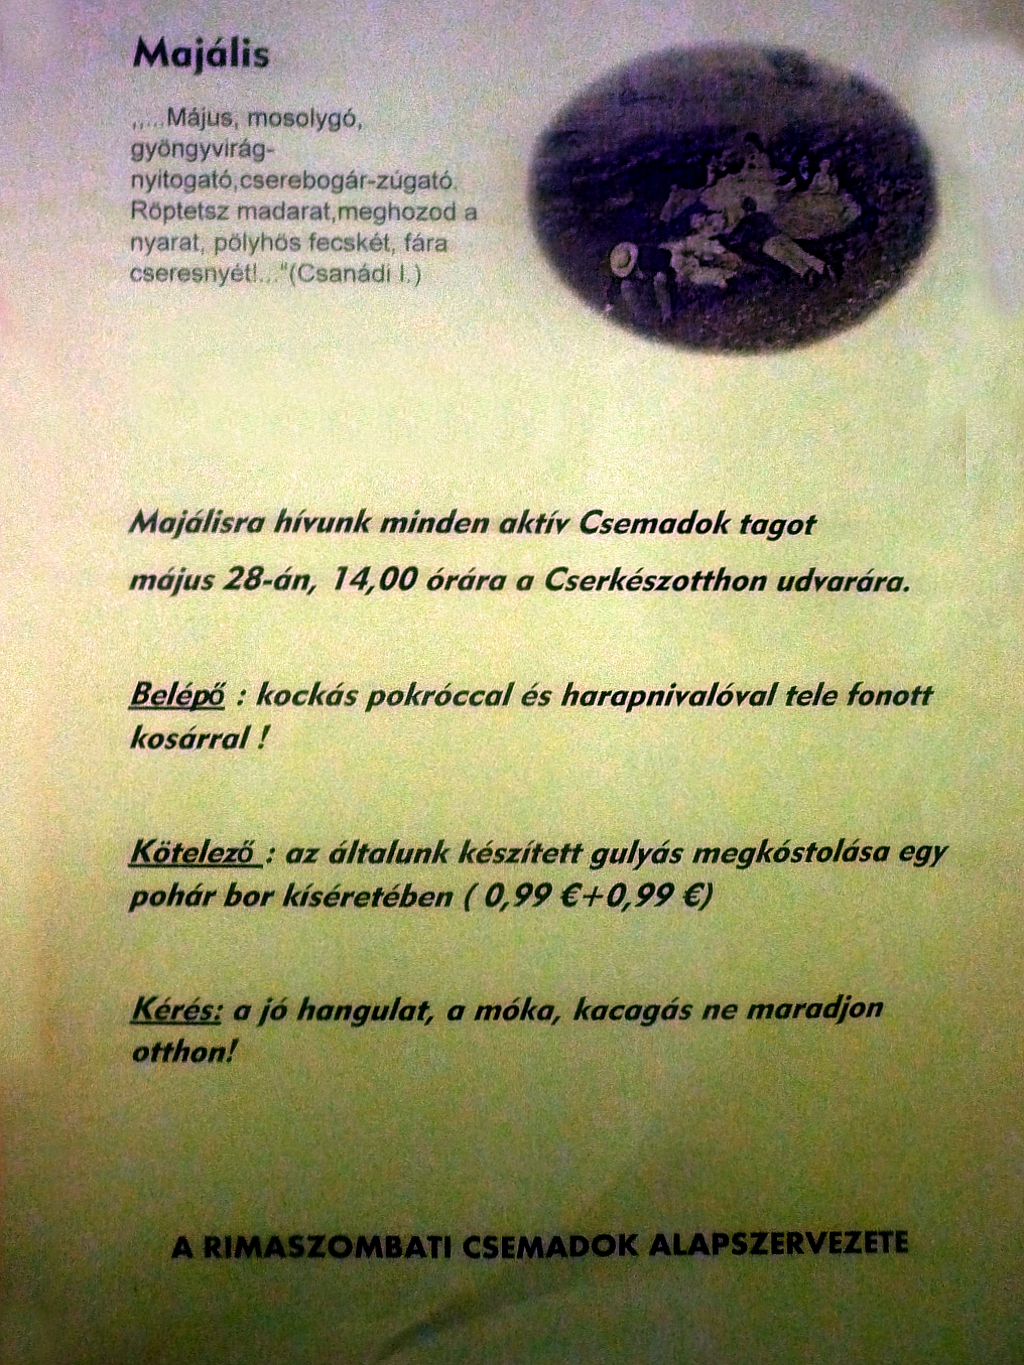 Majális
„....Május, mosolygó,
gyöngyvirág-
nyitogató,cserebogár-zúgató.
Röptetsz madarat,meghozod a
nyarat, pölyhös fecskét, fára
cseresnyét!..."(Csanádi I.)
Majálisra hívunk minden aktív Csemadok tagot
május 28-án, 14,00 órára a Cserkészotthon udvarára.
Belépő : kockás pokróccal és harapnivalóval tele fonott
kosárral !
Kötelező : az általunk készített gulyás megkóstolása egy
pohár bor kíséretében ( 0,99 €+0,99 €)
Kérés: a jó hangulat, a móka, kacagás ne maradjon
otthon!
A RIMASZOMBATI CSEMADOK ALAPSZERVEZETE